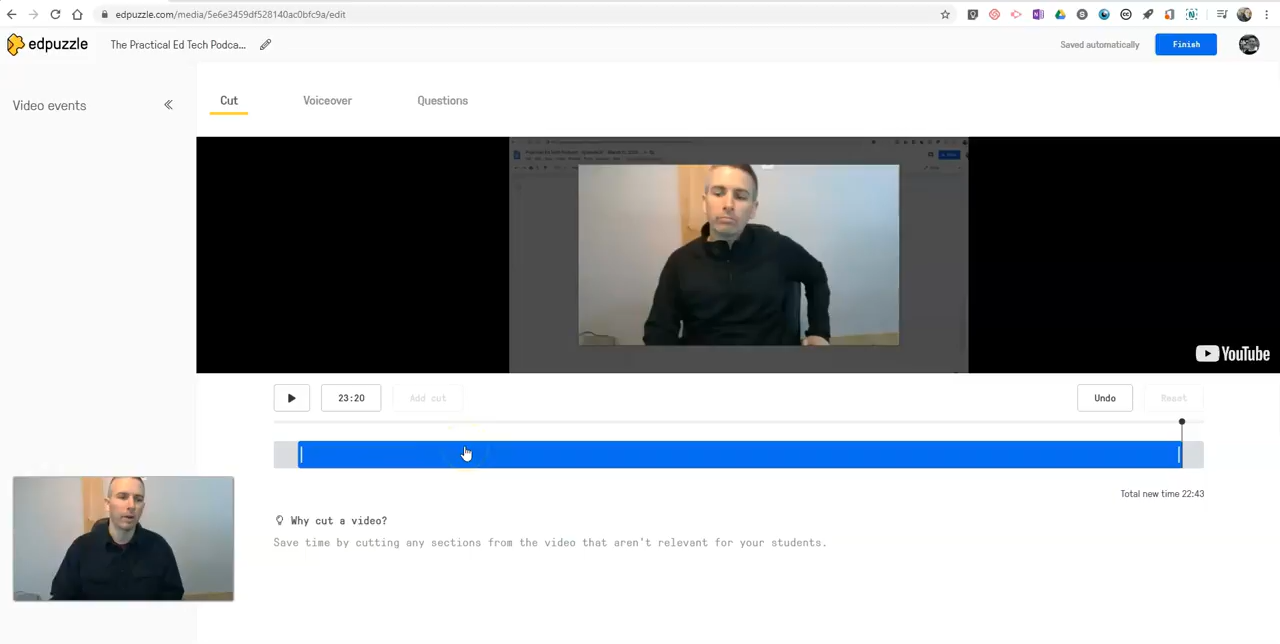 edpuzzle.com/media/5e6e3459df528140ac0bfc9a/edit
edpuzzle
The Practical Ed Tech Podca...
Saved automatically
Finish
Video events
Cut
Voiceover
Questions
YouTube
23:20
Add cut
Undo
Reset
Total new time 22:43
Why cut a video?
Save time by cutting any sections from the video that aren't relevant for your students.